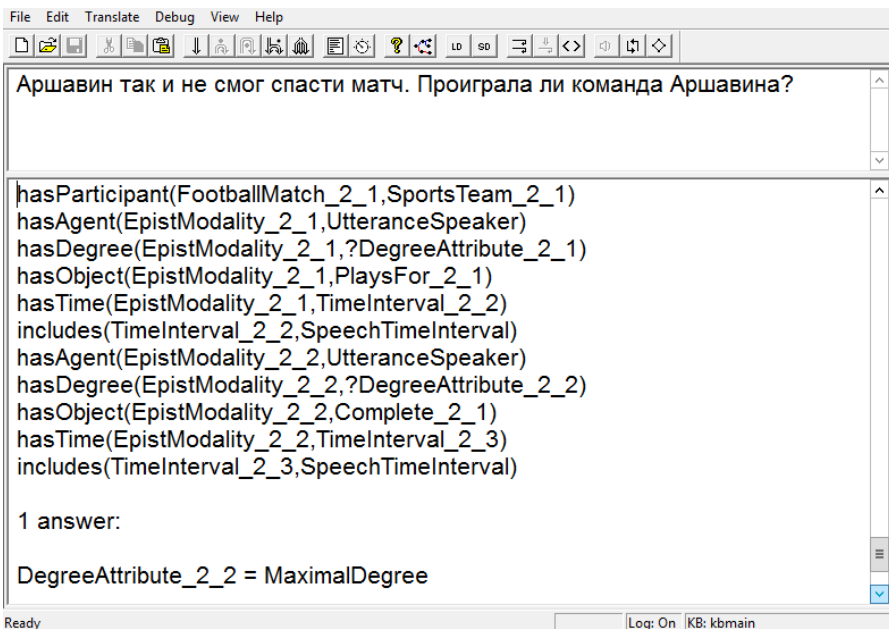 File Edit Translate Debug View Help
LD SD
Аршавин так и не смог спасти матч. Проиграла ли команда Аршавина?
hasParticipant(FootballMatch_2_1,SportsTeam_2_1)
hasAgent(EpistModality_2_1,UtteranceSpeaker)
hasDegree(EpistModality_2_1,?DegreeAttribute_2_1)
hasObject(EpistModality_2_1,PlaysFor_2_1)
hasTime(EpistModality_2_1,TimeInterval_2_2)
includes(TimeInterval_2_2,SpeechTimeInterval)
hasAgent(EpistModality_2_2,UtteranceSpeaker)
hasDegree(EpistModality_2_2,?DegreeAttribute_2_2)
hasObject(EpistModality_2_2,Complete_2_1)
hasTime(EpistModality_2_2,TimeInterval_2_3)
includes(TimeInterval_2_3,SpeechTimeInterval)
1 answer:
DegreeAttribute_2_2 = MaximalDegree
Ready Log: On KB: kbmain